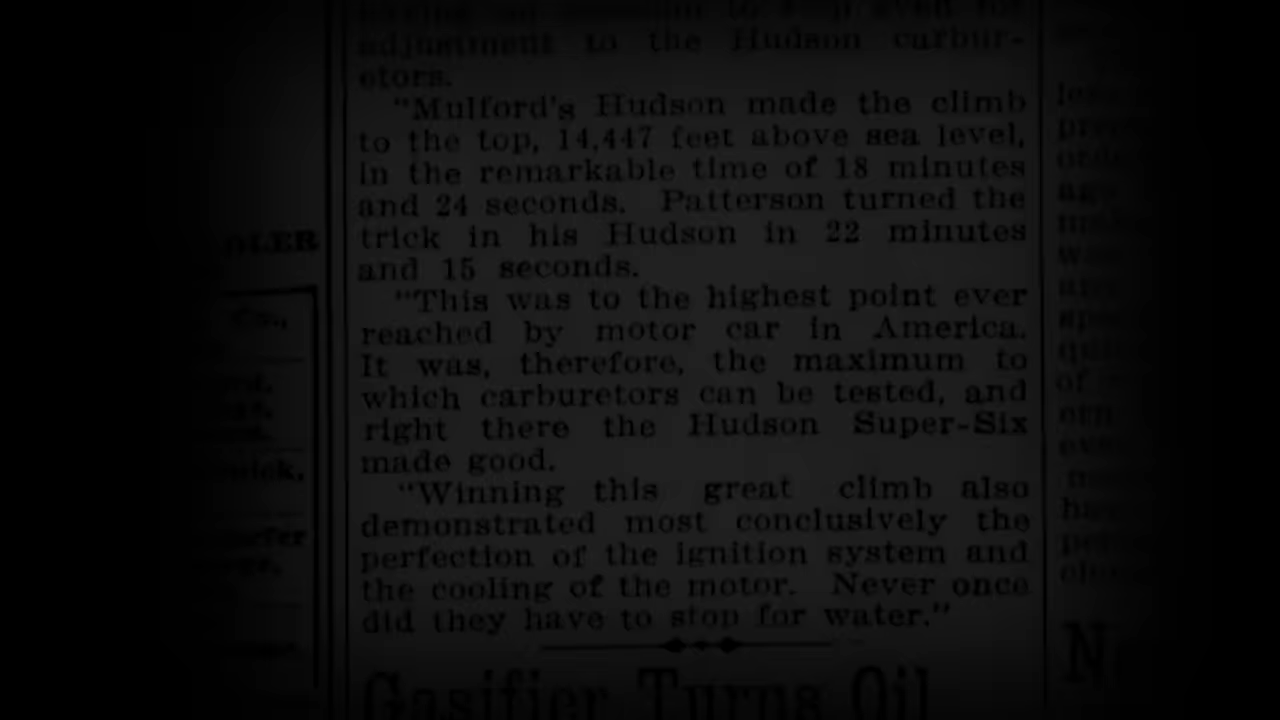 adjustment to the Hudson carbur-
etors.
"Mulford's Hudson made the climb
to the top, 14,447 feet above sea level,
in the remarkable time of 18 minutes
and 24 seconds. Patterson turned the
trick in his Hudson in 22 minutes
and 15 seconds.
"This was to the highest point ever
reached by motor car in America.
It was, therefore, the maximum to
which carburetors can be tested, and
right there the Hudson Super-Six
made good.
"Winning this great climb also
demonstrated most conclusively the
perfection of the ignition system and
the cooling of the motor. Never once
did they have to stop for water."
Gasifier Turns Oil